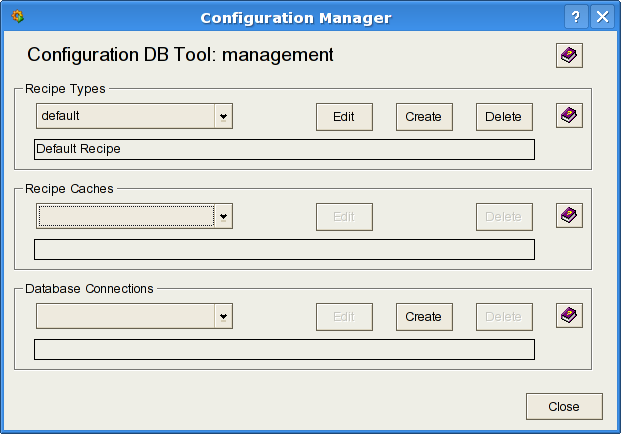 Configuration Manager
?
Configuration DB Tool: management
Recipe Types
default
Edit
Create
Delete
Default Recipe
Recipe Caches
Edit
Delete
Database Connections
Edit
Create
Delete
Close